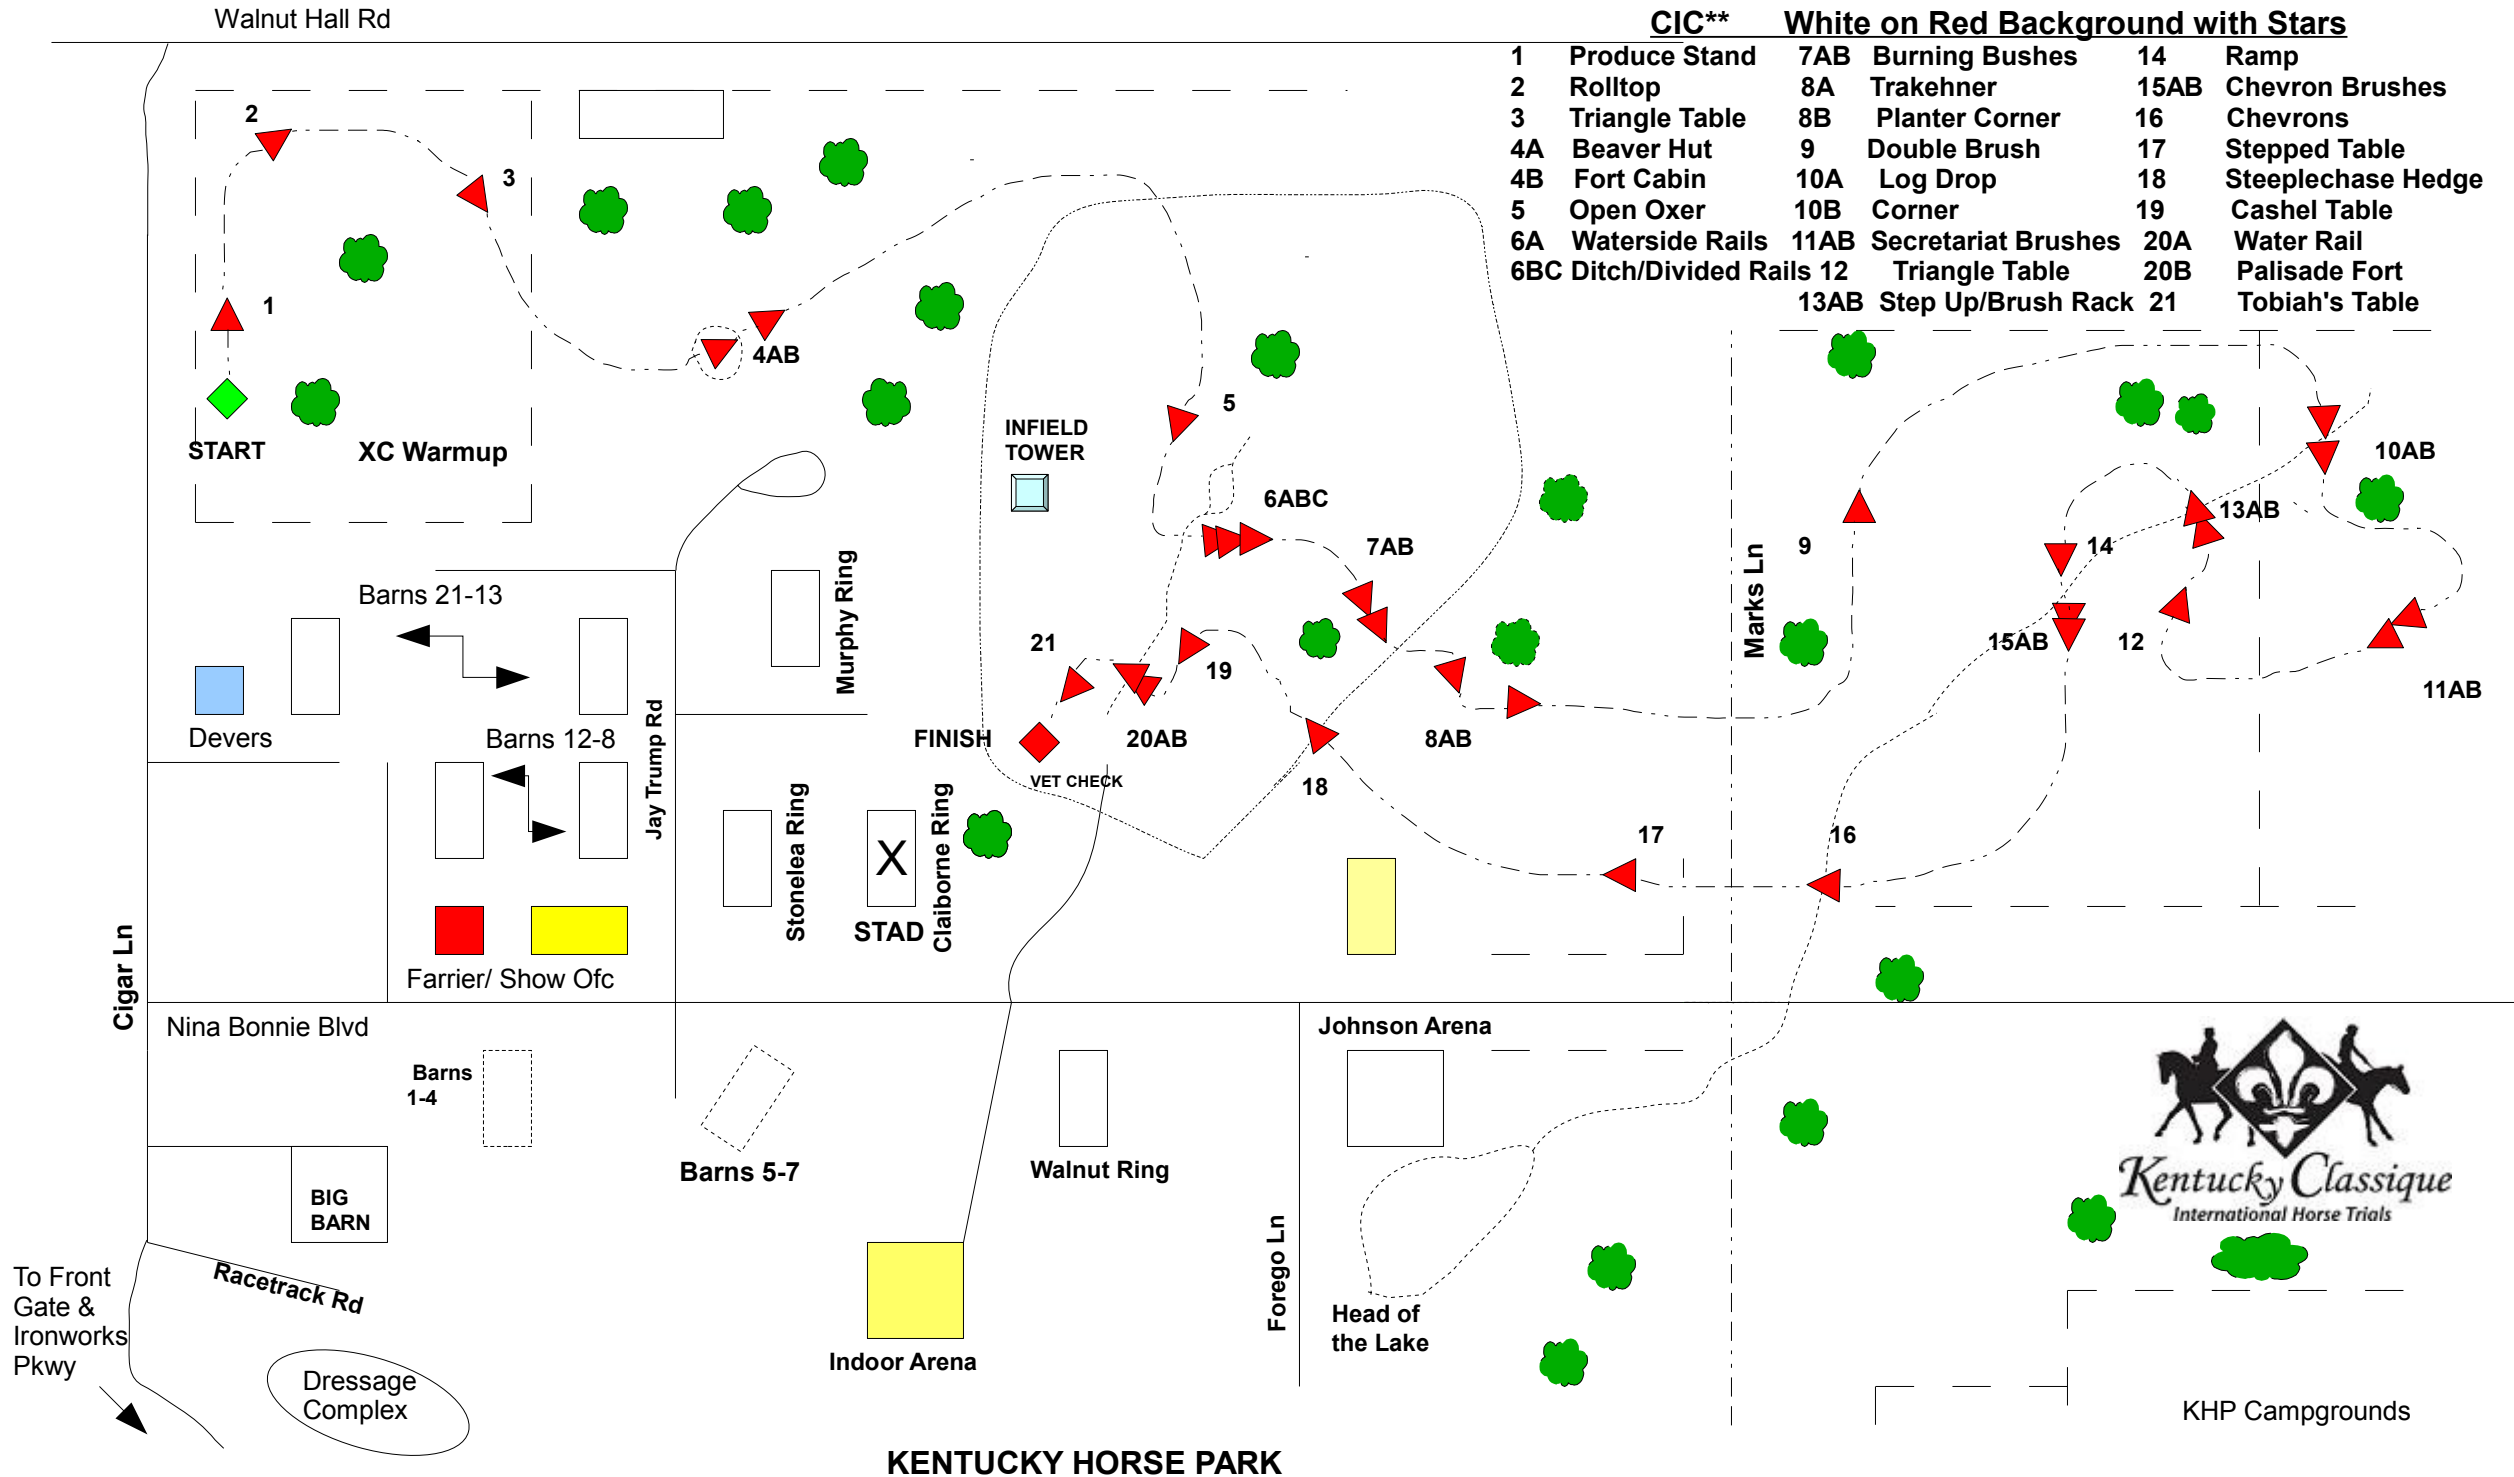 Walnut Hall Rd
CIC** White on Red Background with Stars
1 Produce Stand 7AB Burning Bushes 14 Ramp
2 Rolltop 8A Trakehner 15AB Chevron Brushes
3 Triangle Table 8B Planter Corner 16 Chevrons
4A Beaver Hut 9 Double Brush 17 Stepped Table
4B Fort Cabin 10A Log Drop 18 Steeplechase Hedge
5 Open Oxer 10B Corner 19 Cashel Table
6A Waterside Rails 11AB Secretariat Brushes 20A Water Rail
6BC Ditch/Divided Rails 12 Triangle Table 20B Palisade Fort
13AB Step Up/Brush Rack 21 Tobiah's Table
2
3
1
4AB
5
START
XC Warmup
INFIELD
TOWER
10AB
6ABC
13AB
7AB
9
14
Barns 21-13
Murphy Ring
Marks Ln
21
19
15AB
12
11AB
Devers
Barns 12-8
Jay Trump Rd
FINISH
20AB
8AB
VET CHECK
18
17
16
Stonelea Ring
X
Claiborne Ring
STAD
Cigar Ln
Farrier/ Show Ofc
Nina Bonnie Blvd
Johnson Arena
Barns
1-4
Barns 5-7
Walnut Ring
BIG
BARN
Kentucky Classique
International Horse Trials
Racetrack Rd
Forego Ln
To Front
Gate &
Ironworks
Pkwy
Head of
the Lake
Indoor Arena
Dressage
Complex
KHP Campgrounds
KENTUCKY HORSE PARK